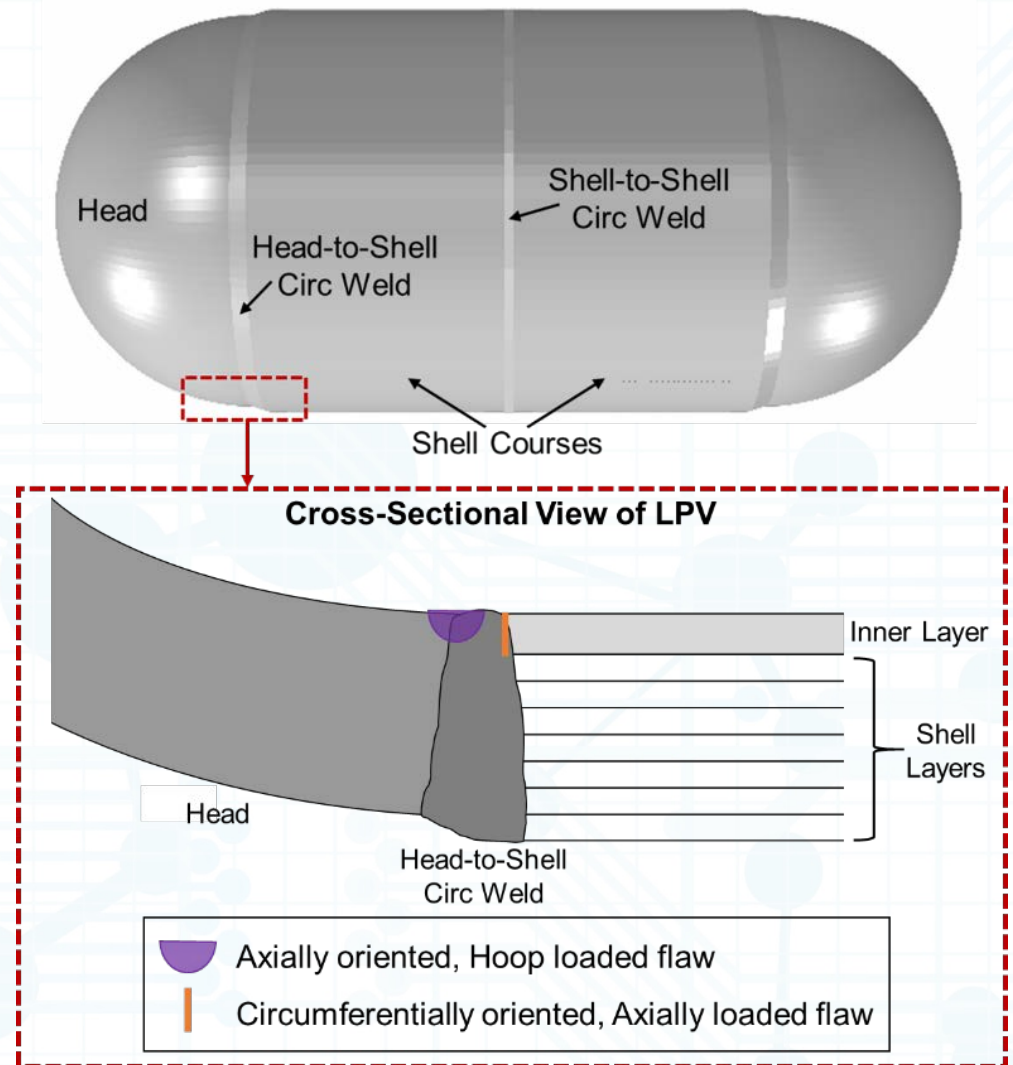 Head
Head-to-Shell
Circ Weld
Shell-to-Shell
Circ Weld
Shell Courses
Cross-Sectional View of LPV
Inner Layer
Shell
Layers
Head
Head-to-Shell
Circ Weld
Axially oriented, Hoop loaded flaw
Circumferentially oriented, Axially loaded flaw